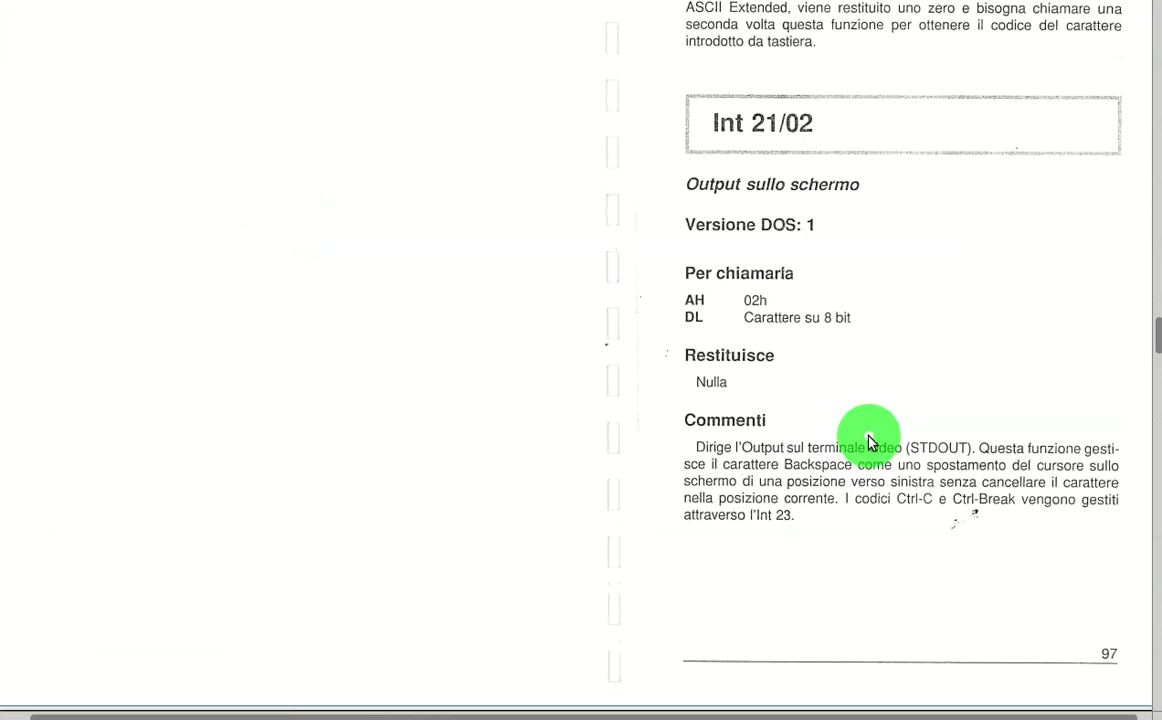 ASCII Extended, viene restituito uno zero e bisogna chiamare una
seconda volta questa funzione per ottenere il codice del carattere
introdotto da tastiera.
Int 21/02
Output sullo schermo
Versione DOS: 1
Per chiamarla
AH 02h
DL Carattere su 8 bit
Restituisce
Nulla
Commenti
Dirige l'Output sul terminale video (STDOUT). Questa funzione gesti-
sce il carattere Backspace come uno spostamento del cursore sullo
schermo di una posizione verso sinistra senza cancellare il carattere
nella posizione corrente. I codici Ctrl-C e Ctrl-Break vengono gestiti
attraverso l'Int 23.
97